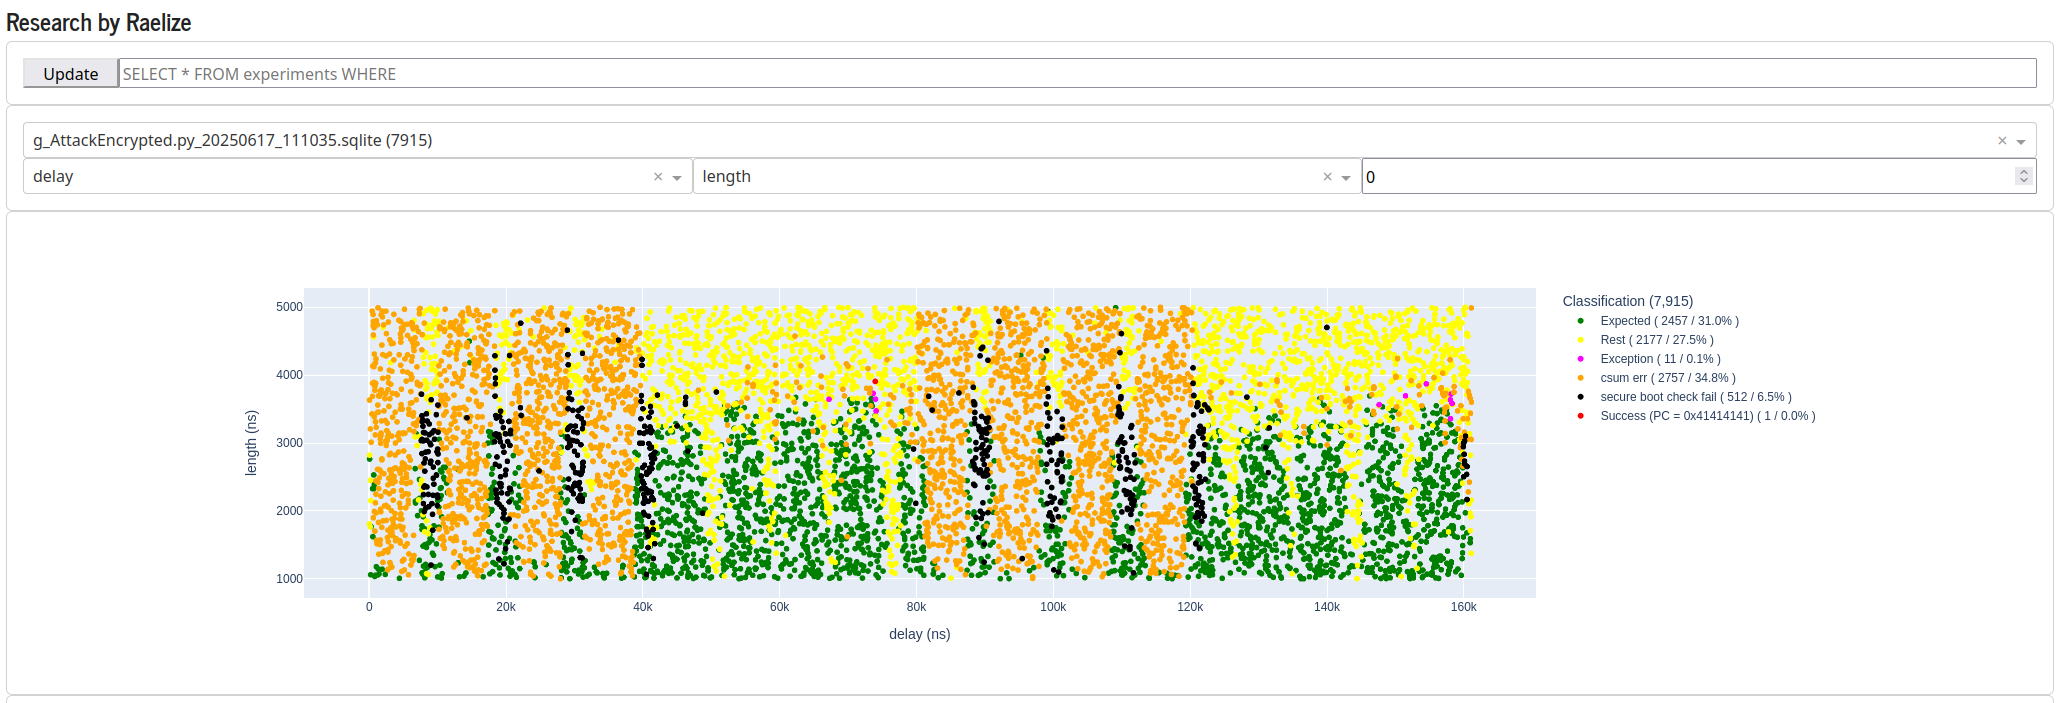 Research by Raelize
Update SELECT * FROM experiments WHERE
g_AttackEncrypted.py_20250617_111035.sqlite (7915) × 
delay × length × 0
5000
4000
3000
2000
1000
length (ns)
0 20k 40k 60k 80k 100k 120k 140k 160k
delay (ns)
Classification (7,915)
Expected ( 2457 / 31.0% )
Rest ( 2177 / 27.5% )
Exception ( 11 / 0.1% )
csum err ( 2757 / 34.8% )
secure boot check fail ( 512 / 6.5% )
Success (PC = 0x41414141) ( 1 / 0.0% )